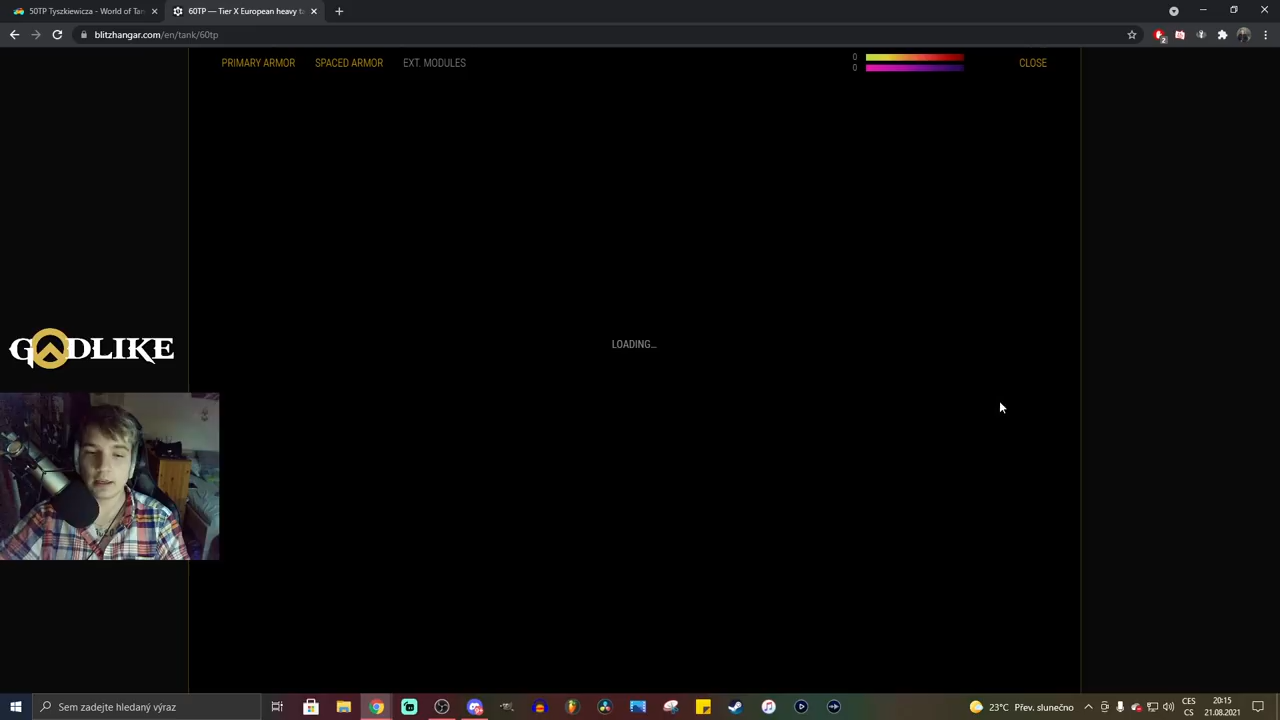 50TP Tyszkiewicza - World of Tan
60TP — Tier X European heavy ta
blitzhangar.com/en/tank/60tp
2
PRIMARY ARMOR
SPACED ARMOR
EXT. MODULES
0
0
CLOSE
LOADING...
GODLIKE
Sem zadejte hledaný výraz
23°C Přev. slunečno
CES
CS
20:15
21.08.2021